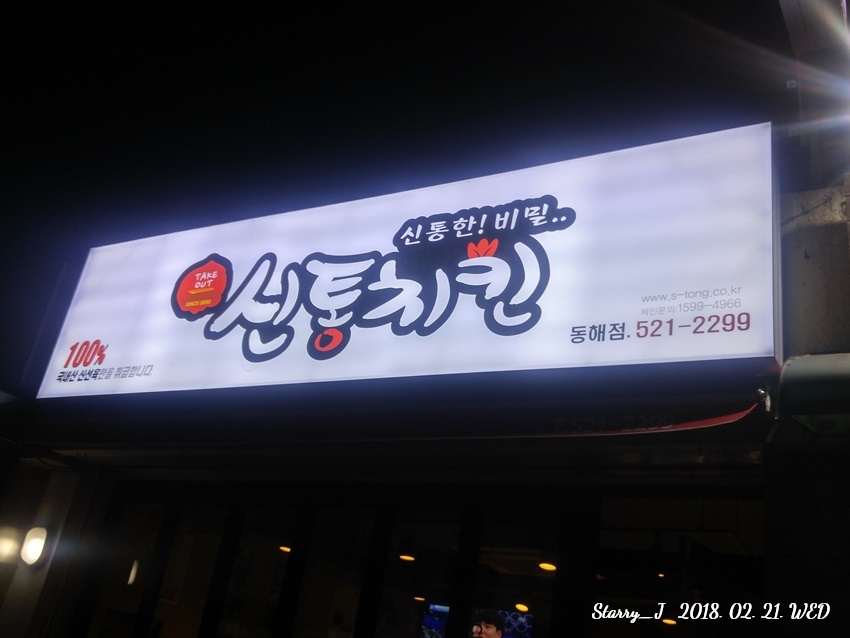 신통한! 비밀..
TAKE
OUT
SINCE 2000
신통치킨
www.s-tong.co.kr
체인문의:1599-4966
동해점. 521-2299
100%
국내산 신선육만을 취급합니다
Starry_J 2018. 02. 21. WED